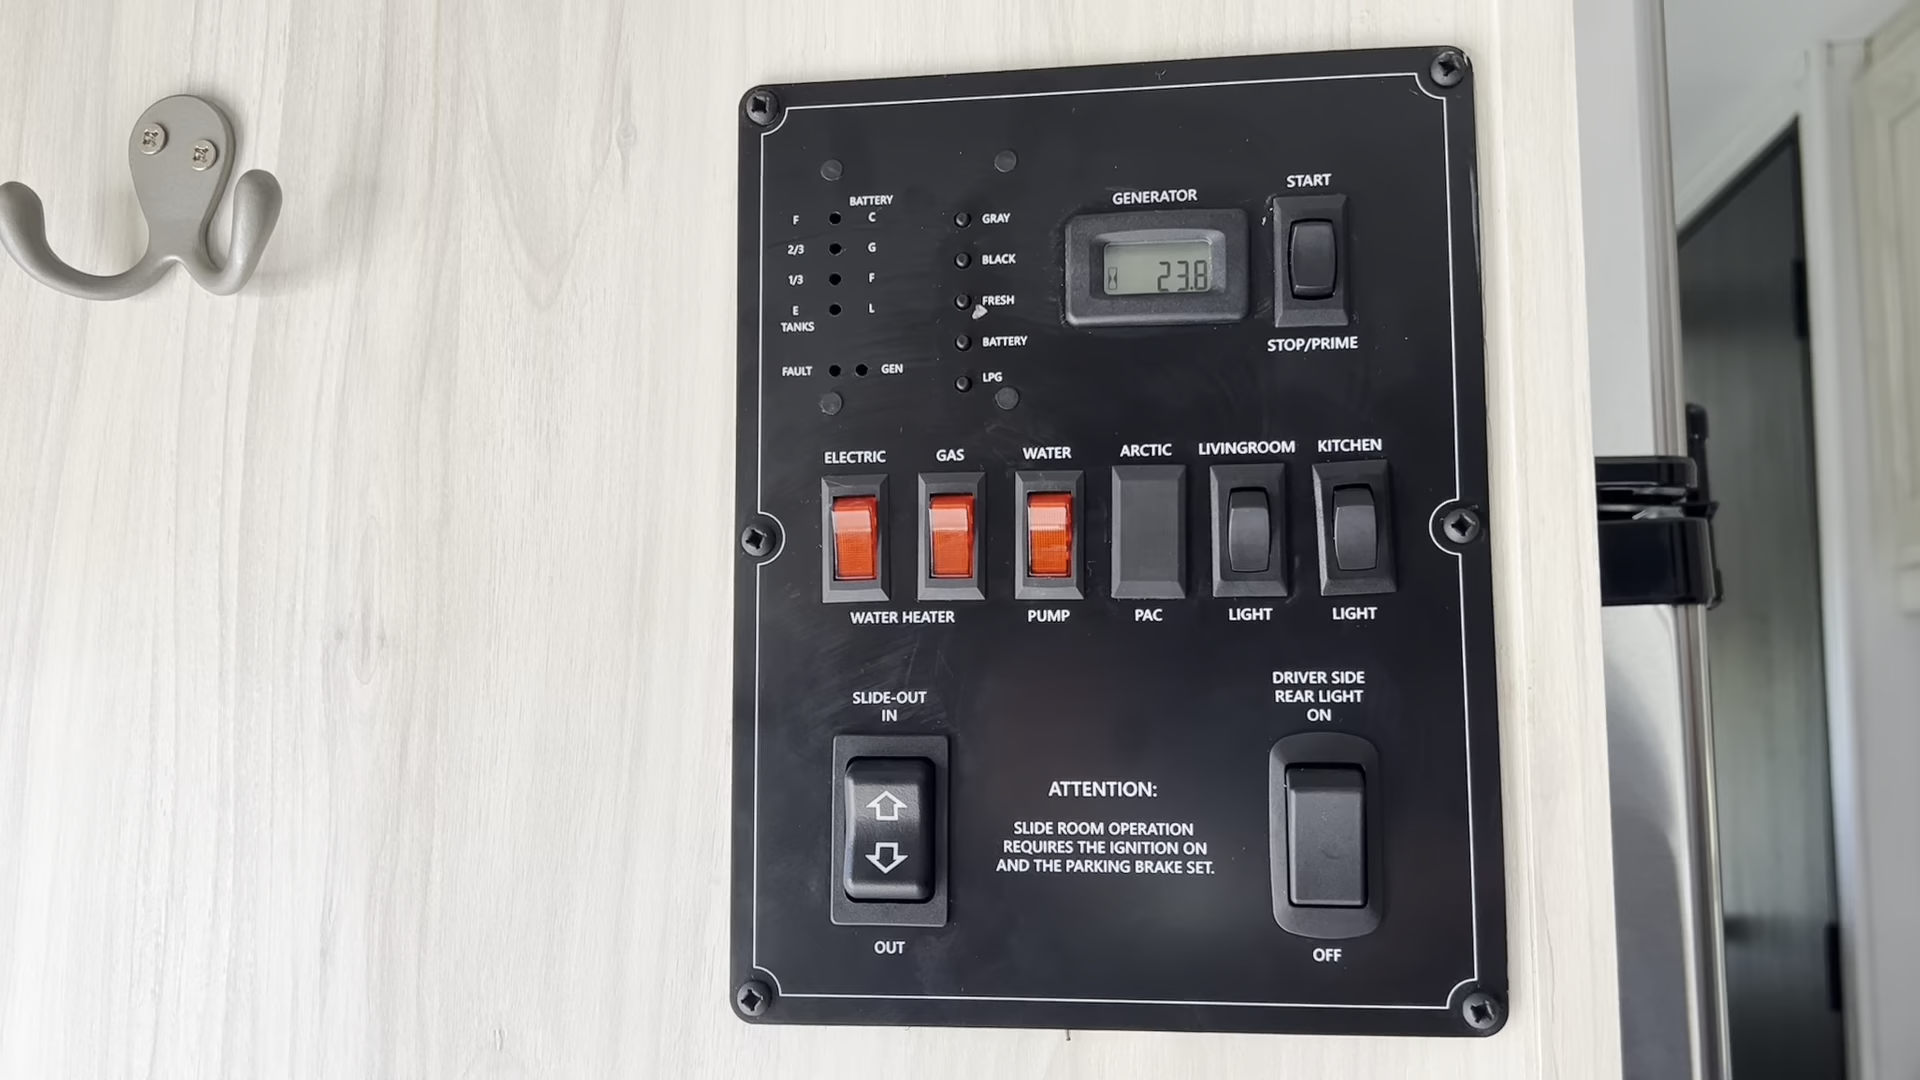 BATTERY
F C
2/3 G
1/3 F
E L
TANKS
FAULT GEN
GRAY
BLACK
FRESH
BATTERY
LPG
GENERATOR
23.8
START
STOP/PRIME
ELECTRIC
GAS
WATER HEATER
WATER
PUMP
ARCTIC
PAC
LIVINGROOM
LIGHT
KITCHEN
LIGHT
SLIDE-OUT
IN
OUT
ATTENTION:
SLIDE ROOM OPERATION
REQUIRES THE IGNITION ON
AND THE PARKING BRAKE SET.
DRIVER SIDE
REAR LIGHT
ON
OFF